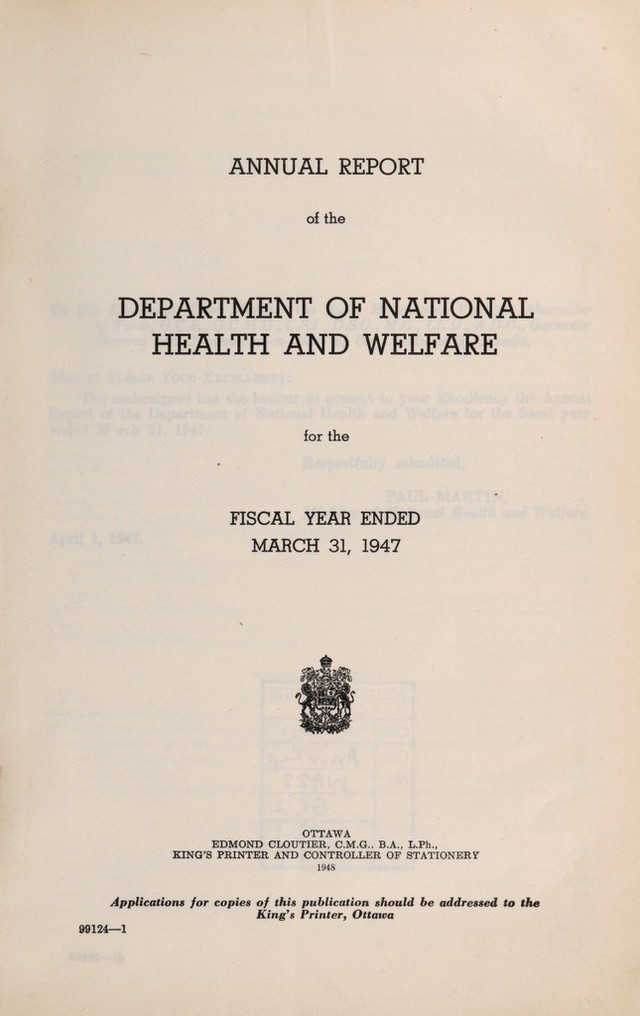 ANNUAL REPORT
of the
DEPARTMENT OF NATIONAL
HEALTH AND WELFARE
for the
FISCAL YEAR ENDED
MARCH 31, 1947
OTTAWA
EDMOND CLOUTIER, C.M.G., B.A., L.Ph.,
KING'S PRINTER AND CONTROLLER OF STATIONERY
1948
Applications for copies of this publication should be addressed to the
King's Printer, Ottawa
99124—1